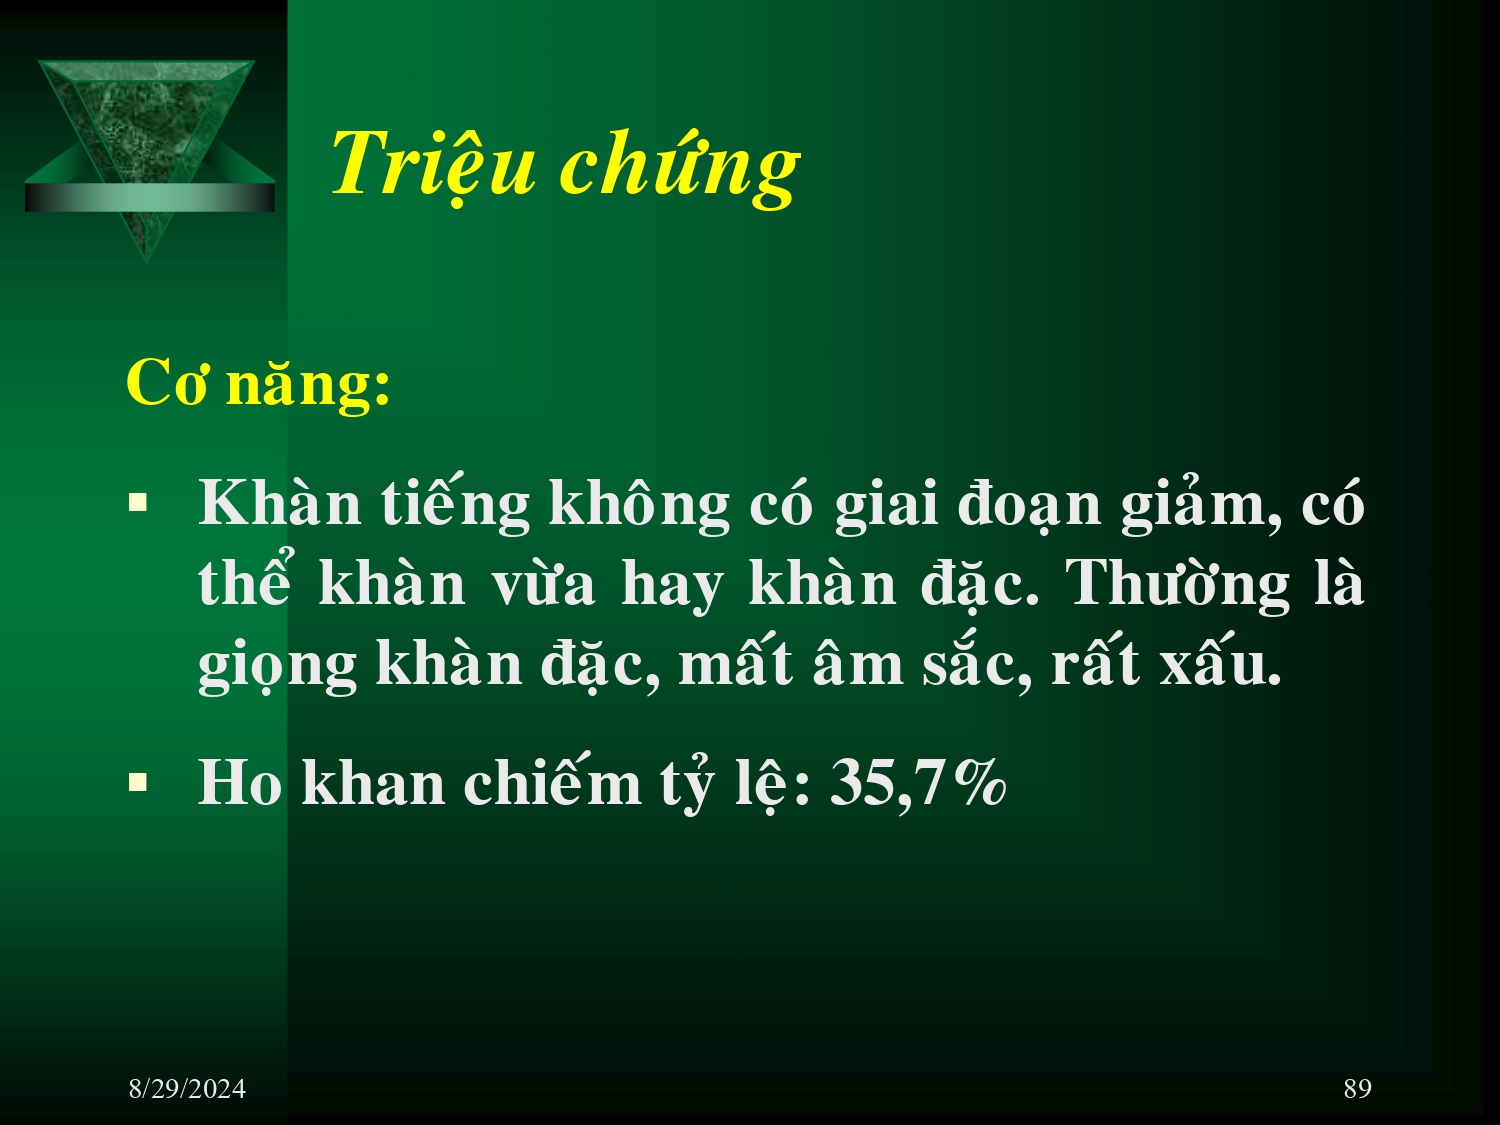 Triệu chứng
Cơ năng:
▪ Khàn tiếng không có giai đoạn giảm, có
thể khàn vừa hay khàn đặc. Thường là
giọng khàn đặc, mất âm sắc, rất xấu.
▪ Ho khan chiếm tỷ lệ: 35,7%
8/29/2024
89